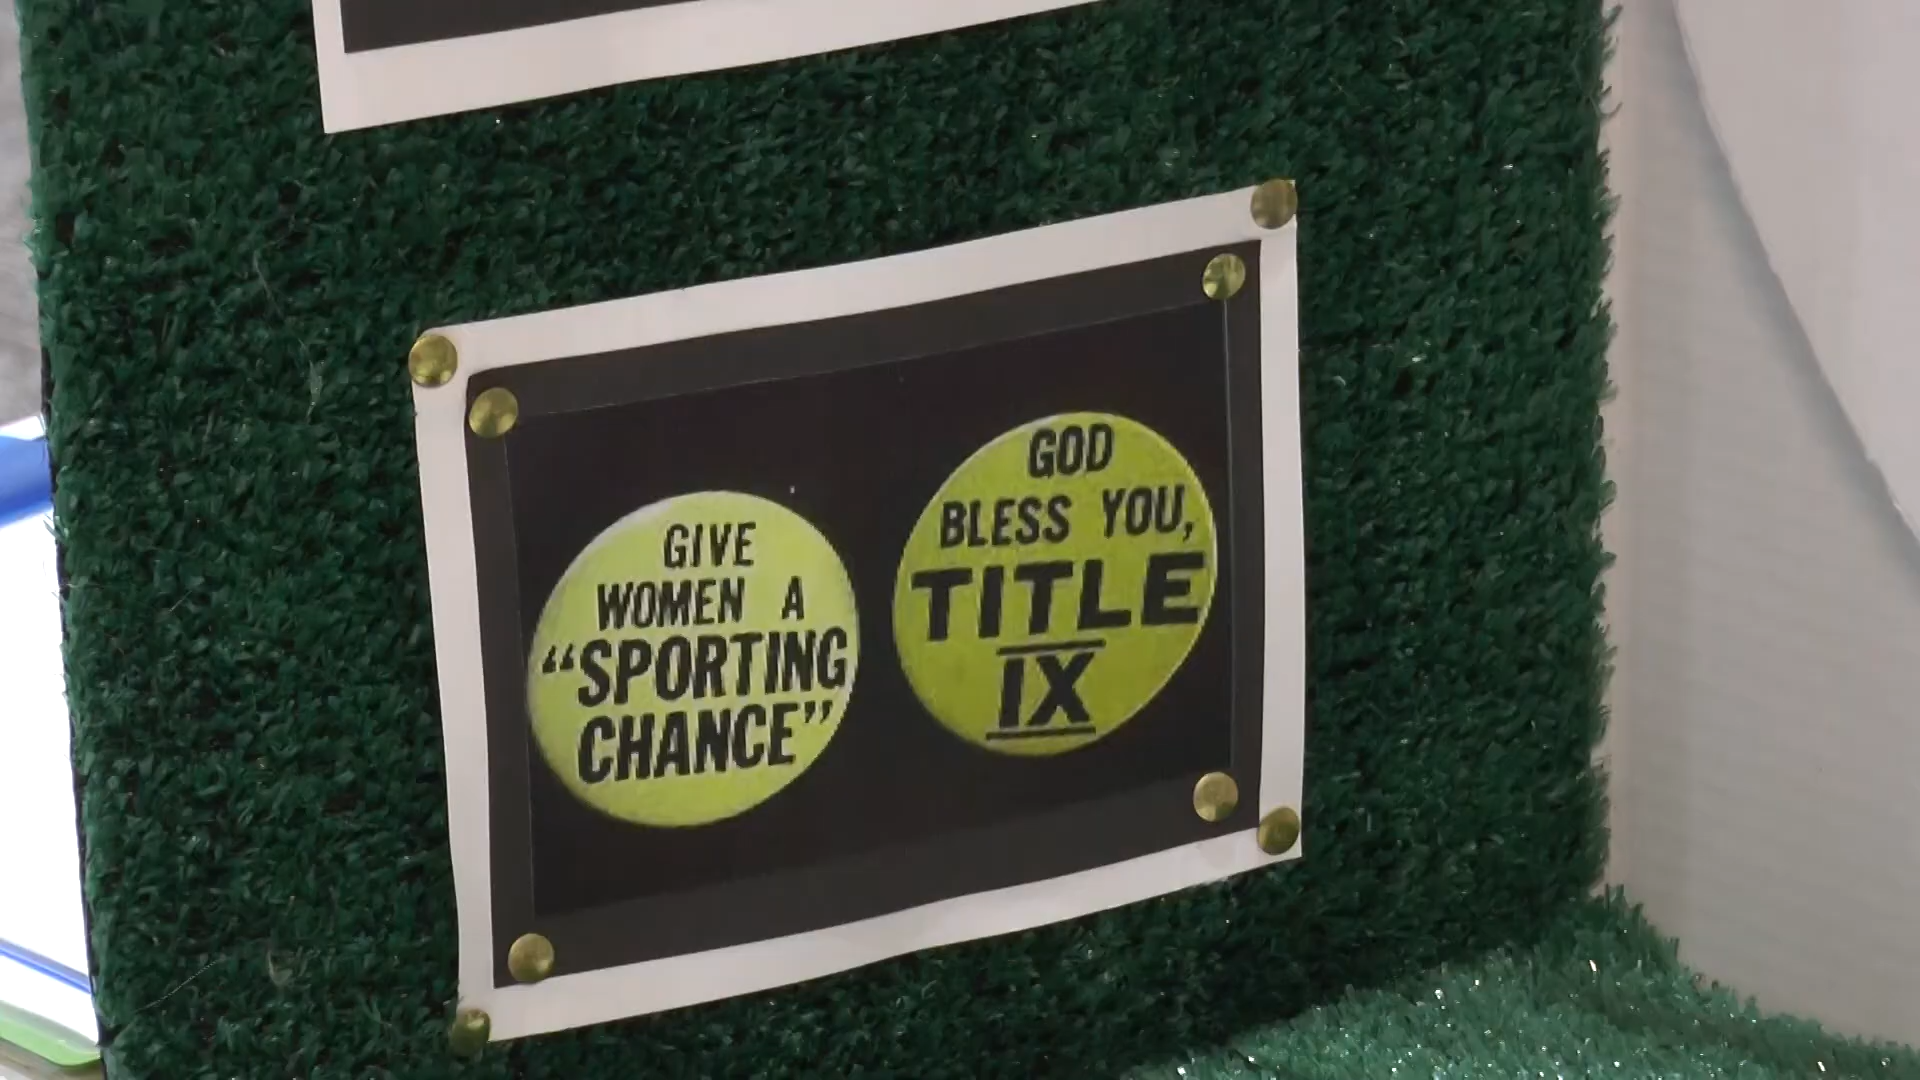 GIVE
WOMEN A
“SPORTING
CHANCE”
GOD
BLESS YOU,
TITLE
IX